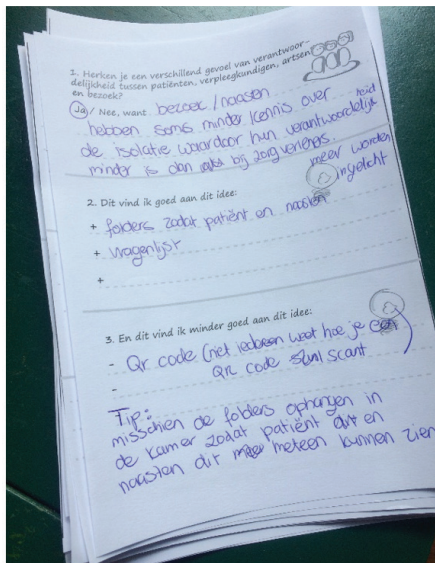 1. Herken je een verschillend gevoel van verantwoor-
delijkheid tussen patiënten, verpleegkundigen, artsen
en bezoek?
Ja / Nee, want bezoek / naasten
hebben soms minder kennis over
de isolatie waardoor hun verantwoordelijkheid
minder is dan bij zorgverleners.
2. Dit vind ik goed aan dit idee:
+ folders zodat patiënt en naasten meer worden ingelicht
+ vragenlijst
+
3. En dit vind ik minder goed aan dit idee:
- Qr code (niet iedereen weet hoe je een
QR code scant
-
Tip:
misschien de folders ophangen in
de kamer zodat patiënt en
naasten dit meteen kunnen zien